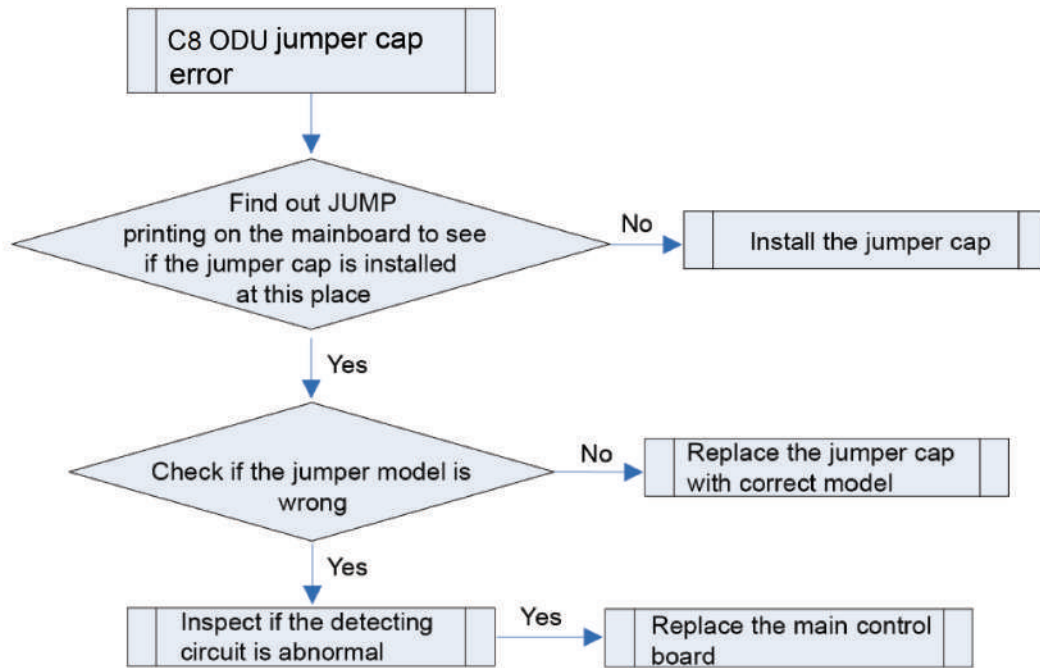 C8 ODU jumper cap
error
Find out JUMP
printing on the mainboard to see
if the jumper cap is installed
at this place
No
Install the jumper cap
Yes
Check if the jumper model is
wrong
No
Replace the jumper cap
with correct model
Yes
Inspect if the detecting
circuit is abnormal
Yes
Replace the main control
board